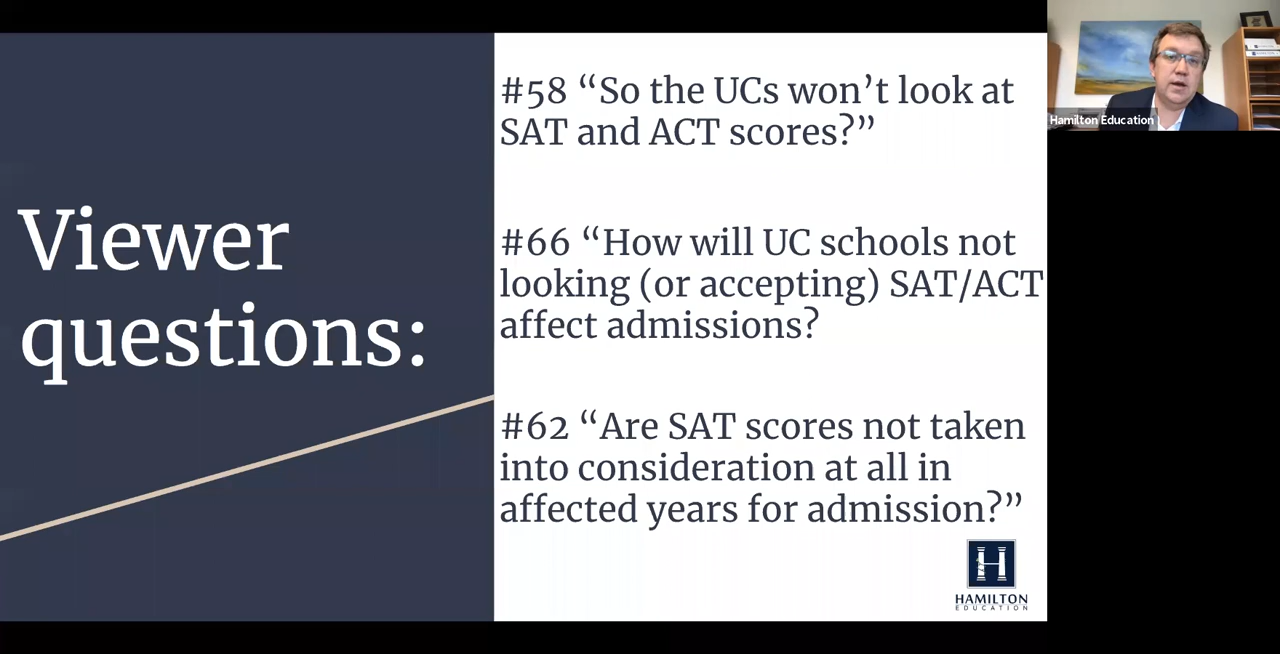 Viewer
questions:
#58 “So the UCs won’t look at
SAT and ACT scores?”
#66 “How will UC schools not
looking (or accepting) SAT/ACT
affect admissions?
#62 “Are SAT scores not taken
into consideration at all in
affected years for admission?”
H
HAMILTON
EDUCATION
Hamilton Education